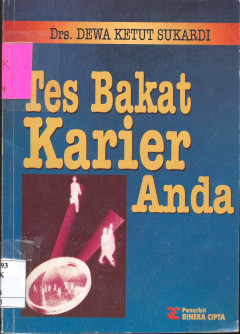 Drs. DEWA KETUT SUKARDI
Tes Bakat
Karier
Anda
Penerbit
RINEKA CIPTA